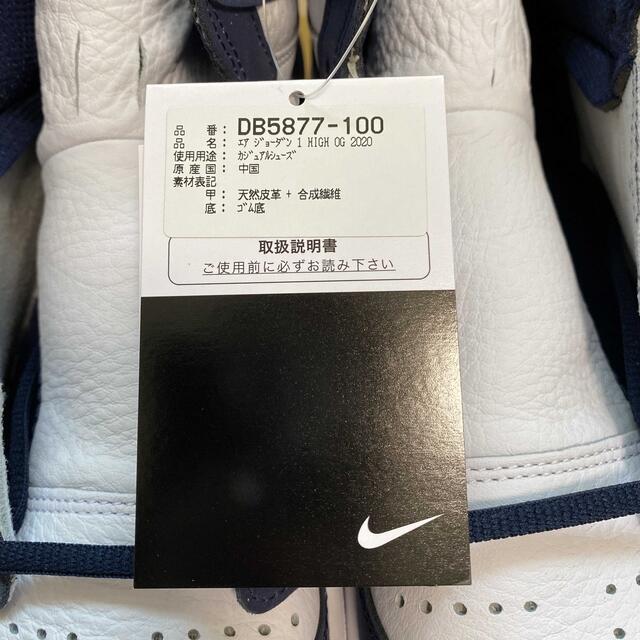 品番: DB5877-100
品名: エア ジョーダン 1 HIGH OG 2020
使用用途: カジュアルシューズ
原産国: 中国
素材表記
甲: 天然皮革 + 合成繊維
底: ゴム底
取扱説明書
ご使用前に必ずお読み下さい